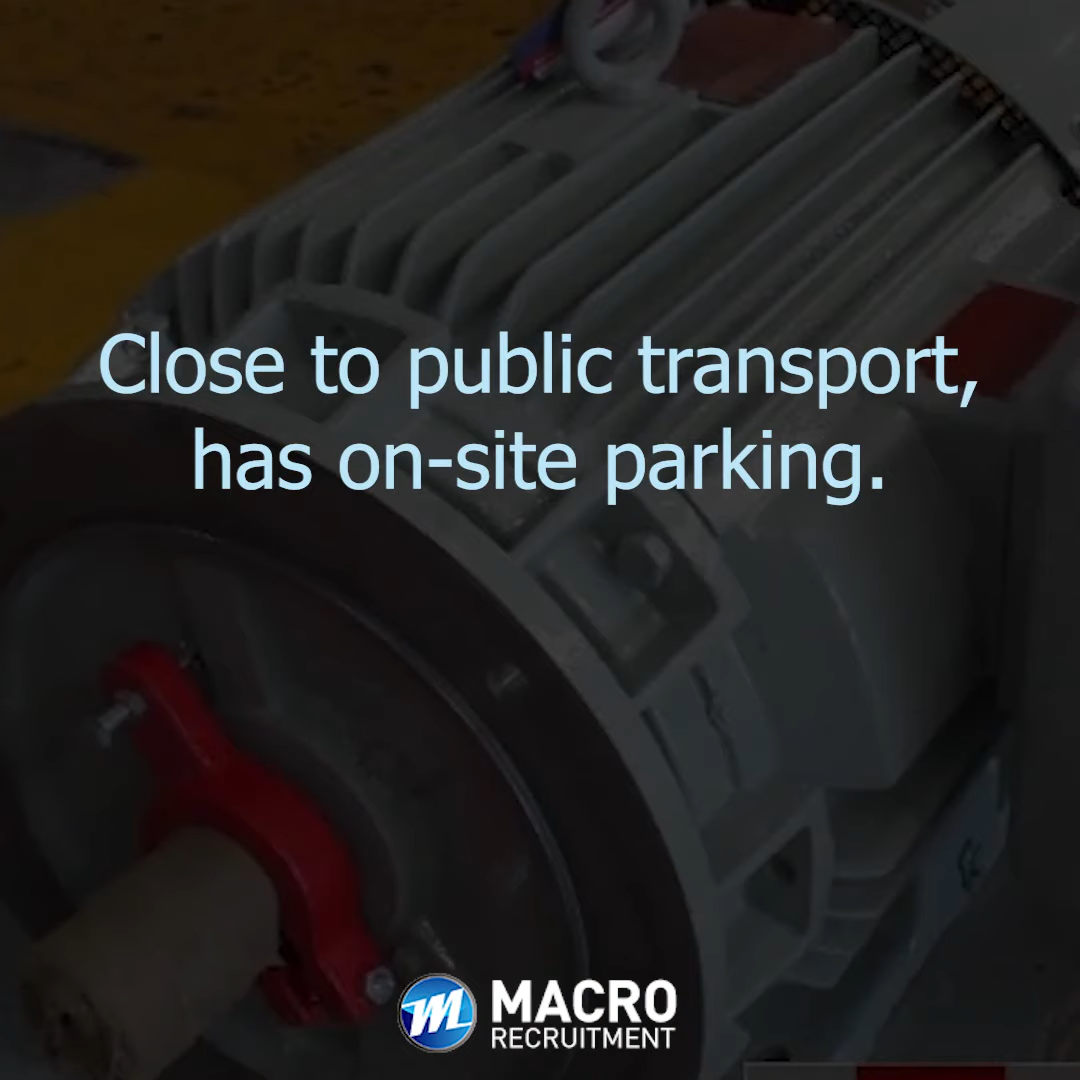 Close to public transport,
has on-site parking.
MACRO
RECRUITMENT